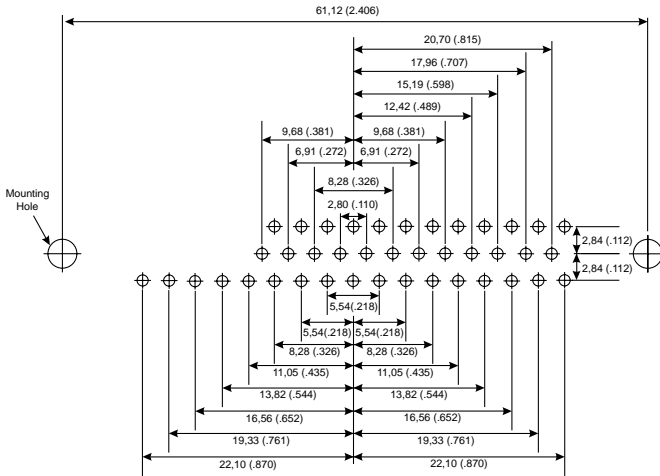 61,12 (2.406)
20,70 (.815)
17,96 (.707)
15,19 (.598)
12,42 (.489)
9,68 (.381) 9,68 (.381)
6,91 (.272) 6,91 (.272)
8,28 (.326)
2,80 (.110)
Mounting
Hole
2,84 (.112)
2,84 (.112)
5,54(.218)
5,54(.218) 5,54(.218)
8,28 (.326) 8,28 (.326)
11,05 (.435) 11,05 (.435)
13,82 (.544) 13,82 (.544)
16,56 (.652) 16,56 (.652)
19,33 (.761) 19,33 (.761)
22,10 (.870) 22,10 (.870)